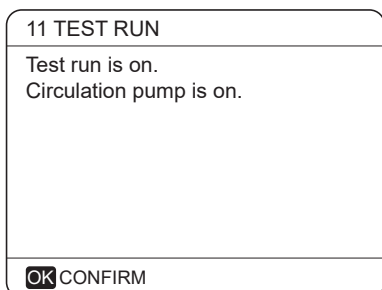 11 TEST RUN
Test run is on.
Circulation pump is on.
OK CONFIRM